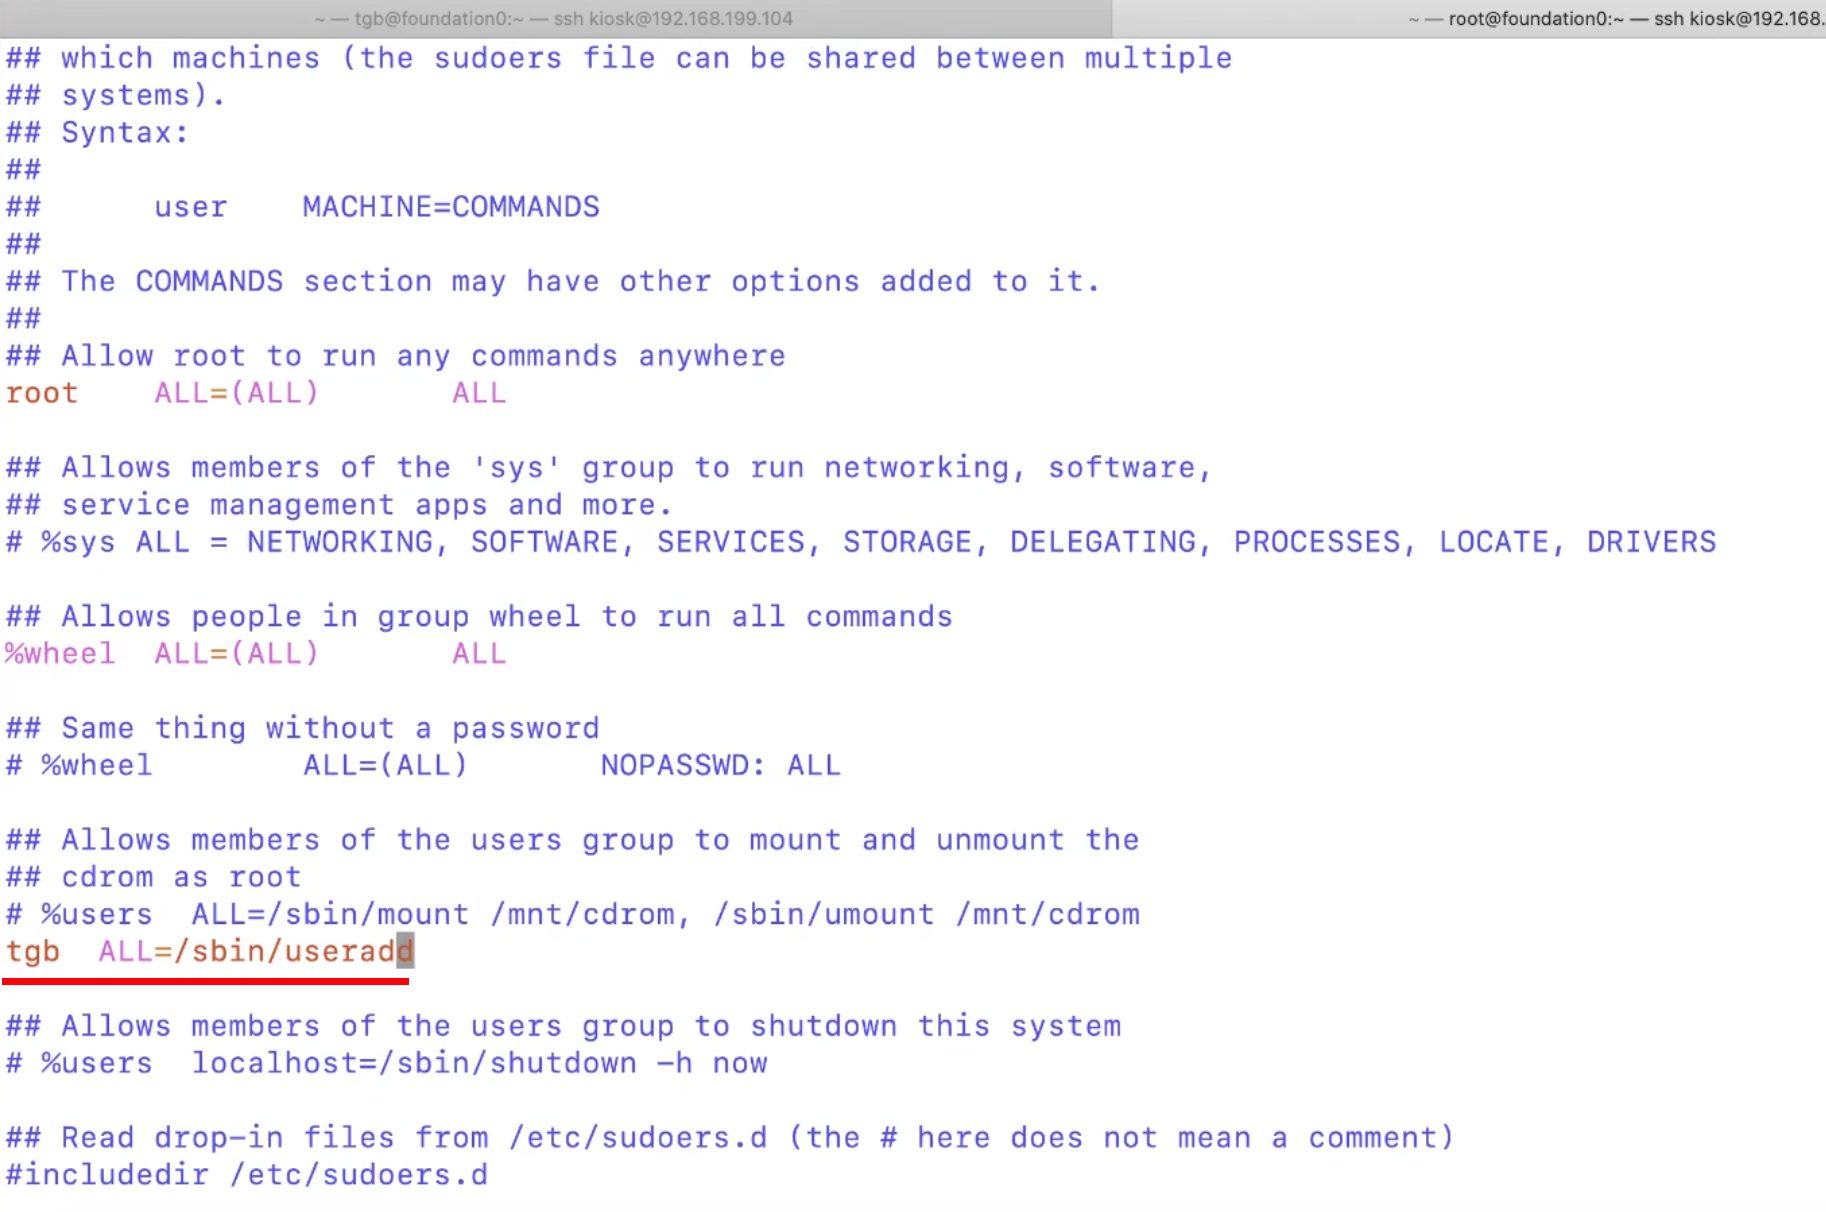 ~ — tgb@foundation0:~ — ssh kiosk@192.168.199.104
~ — root@foundation0:~ — ssh kiosk@192.168.
## which machines (the sudoers file can be shared between multiple
## systems).
## Syntax:
##
##      user    MACHINE=COMMANDS
##
## The COMMANDS section may have other options added to it.
##
## Allow root to run any commands anywhere
root    ALL=(ALL)       ALL
## Allows members of the 'sys' group to run networking, software,
## service management apps and more.
# %sys ALL = NETWORKING, SOFTWARE, SERVICES, STORAGE, DELEGATING, PROCESSES, LOCATE, DRIVERS
## Allows people in group wheel to run all commands
%wheel  ALL=(ALL)       ALL
## Same thing without a password
# %wheel        ALL=(ALL)       NOPASSWD: ALL
## Allows members of the users group to mount and unmount the
## cdrom as root
# %users  ALL=/sbin/mount /mnt/cdrom, /sbin/umount /mnt/cdrom
tgb  ALL=/sbin/useradd
## Allows members of the users group to shutdown this system
# %users  localhost=/sbin/shutdown -h now
## Read drop-in files from /etc/sudoers.d (the # here does not mean a comment)
#includedir /etc/sudoers.d